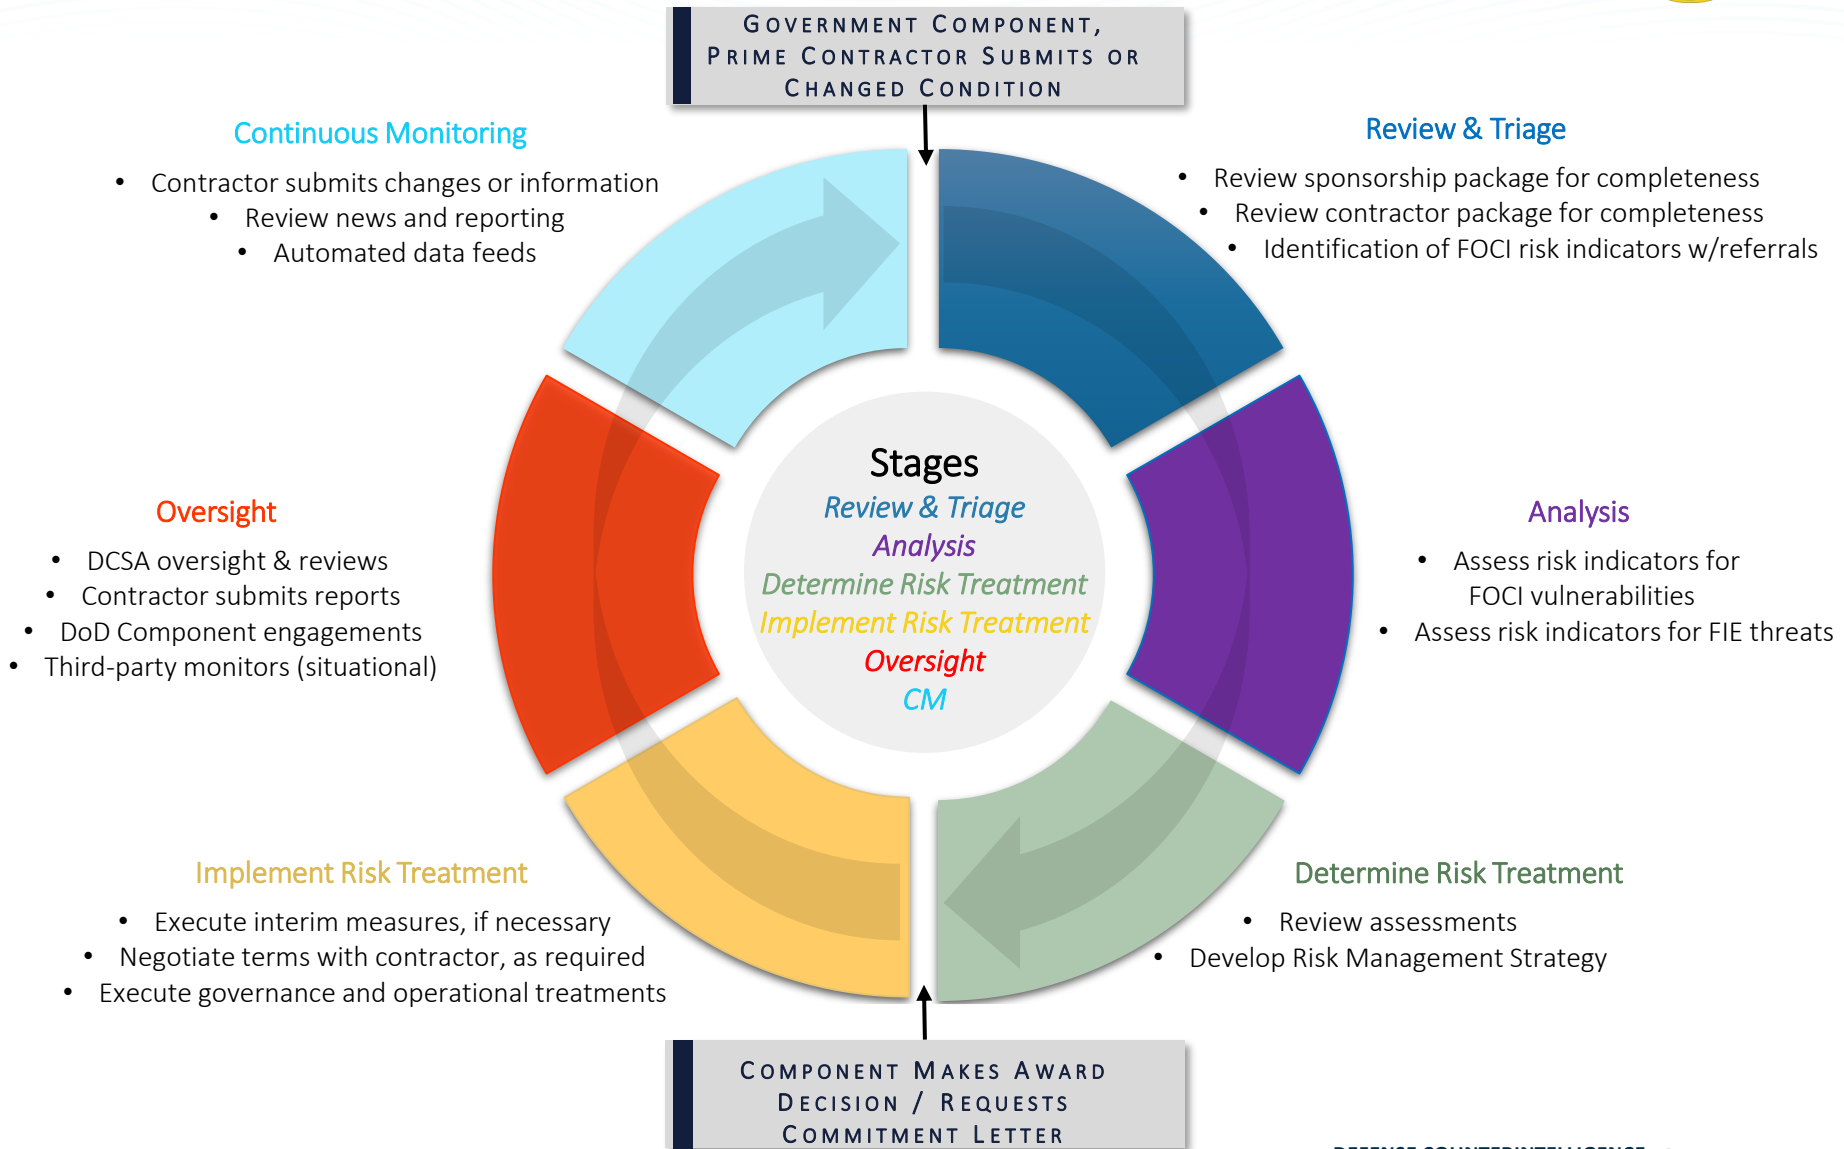 GOVERNMENT COMPONENT,
PRIME CONTRACTOR SUBMITS OR
CHANGED CONDITION
Continuous Monitoring
• Contractor submits changes or information
• Review news and reporting
• Automated data feeds
Review & Triage
• Review sponsorship package for completeness
• Review contractor package for completeness
• Identification of FOCI risk indicators w/referrals
Stages
Review & Triage
Analysis
Determine Risk Treatment
Implement Risk Treatment
Oversight
CM
Oversight
• DCSA oversight & reviews
• Contractor submits reports
• DoD Component engagements
• Third-party monitors (situational)
Analysis
• Assess risk indicators for
FOCI vulnerabilities
• Assess risk indicators for FIE threats
Implement Risk Treatment
• Execute interim measures, if necessary
• Negotiate terms with contractor, as required
• Execute governance and operational treatments
Determine Risk Treatment
• Review assessments
• Develop Risk Management Strategy
COMPONENT MAKES AWARD
DECISION / REQUESTS
COMMITMENT LETTER
DEFENSE COUNTERINTELLIGENCE